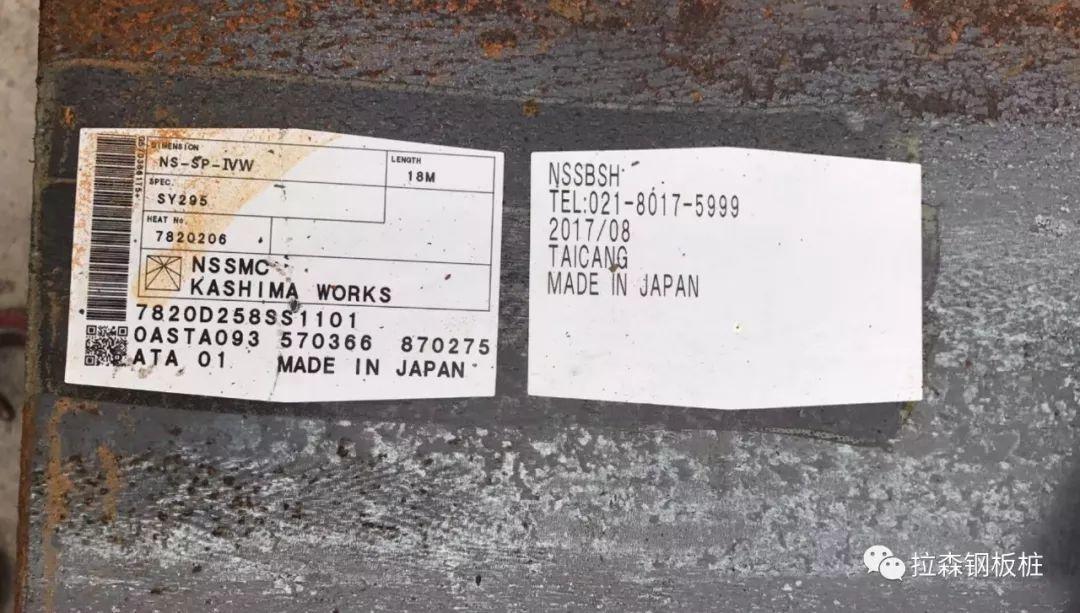 DIMENSION
NS-SP-IVW
LENGTH
18M
SPEC.
SY295
HEAT No.
7820206
NSSMC
KASHIMA WORKS
7820D258SS1101
0ASTA093 570366 870275
ATA 01 MADE IN JAPAN
NSSBSH
TEL:021-8017-5999
2017/08
TAICANG
MADE IN JAPAN
拉森钢板桩